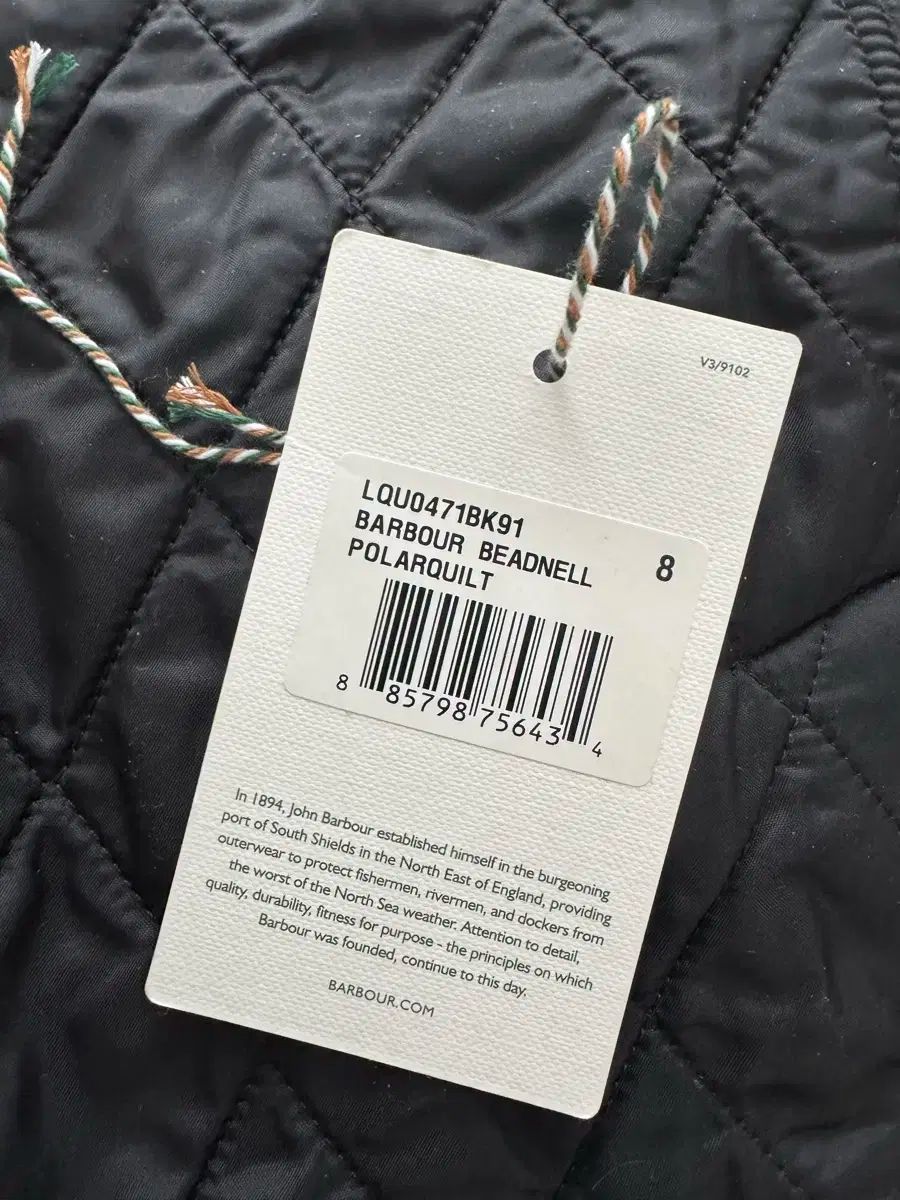 V3/9102
LQU0471BK91
BARBOUR BEADNELL 8
POLARQUILT
8 85798 75643 4
In 1894, John Barbour established himself in the burgeoning
port of South Shields in the North East of England, providing
outerwear to protect fishermen, rivermen, and dockers from
the worst of the North Sea weather. Attention to detail,
quality, durability, fitness for purpose - the principles on which
Barbour was founded, continue to this day.
BARBOUR.COM